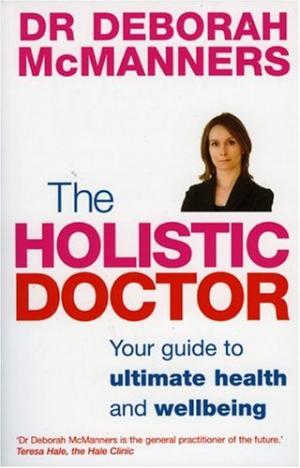 DR DEBORAH
McMANNERS
The
HOLISTIC
DOCTOR
Your guide to
ultimate health
and wellbeing
‘Dr Deborah McManners is the general practitioner of the future.’
Teresa Hale, the Hale Clinic